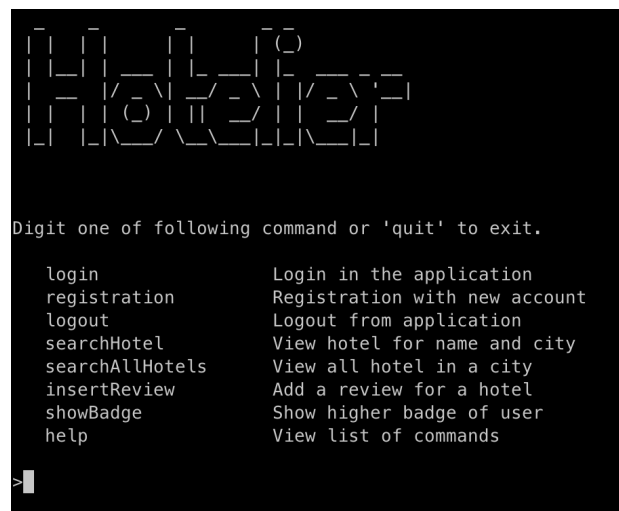 Hotelier
Digit one of following command or 'quit' to exit.
login Login in the application
registration Registration with new account
logout Logout from application
searchHotel View hotel for name and city
searchAllHotels View all hotel in a city
insertReview Add a review for a hotel
showBadge Show higher badge of user
help View list of commands
>